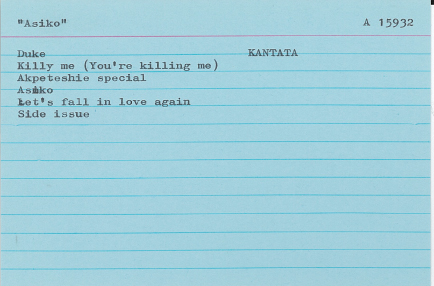 "Asiko" A 15932
Duke KANTATA
Killy me (You're killing me)
Akpeteshie special
Asiko
Let's fall in love again
Side issue